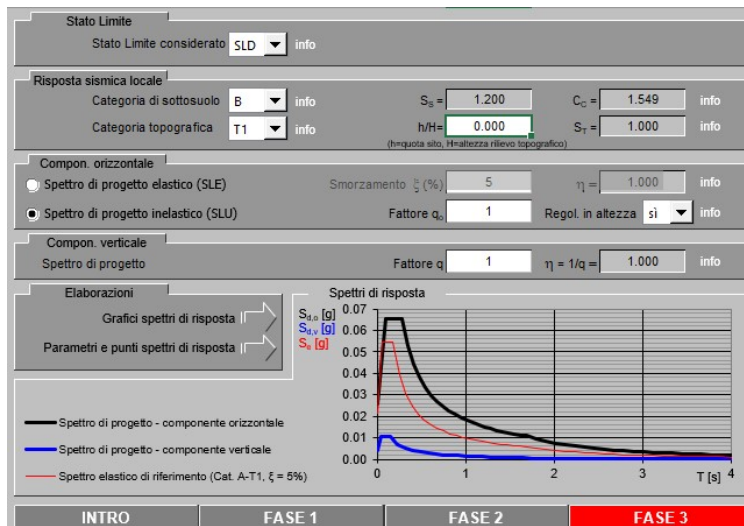 Stato Limite
Stato Limite considerato SLD info
Risposta sismica locale
Categoria di sottosuolo B info SS = 1.200 CC = 1.549 info
Categoria topografica T1 info h/H= 0.000 ST = 1.000 info
(h=quota sito, H=altezza rilievo topografico)
Compon. orizzontale
Spettro di progetto elastico (SLE) Smorzamento ξ (%) 5 η = 1.000 info
Spettro di progetto inelastico (SLU) Fattore qo 1 Regol. in altezza sì info
Compon. verticale
Spettro di progetto Fattore q 1 η = 1/q = 1.000 info
Elaborazioni
Grafici spettri di risposta
Parametri e punti spettri di risposta
Spettri di risposta
Sd,o [g]
Sd,v [g]
Se [g]
0.07
0.06
0.05
0.04
0.03
0.02
0.01
0.00
0 1 2 3 T [s] 4
Spettro di progetto - componente orizzontale
Spettro di progetto - componente verticale
Spettro elastico di riferimento (Cat. A-T1, ξ = 5%)
INTRO FASE 1 FASE 2 FASE 3